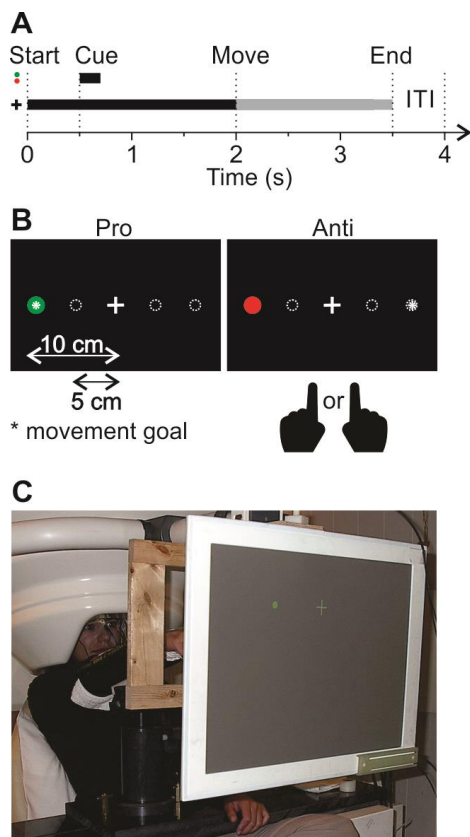 A
Start Cue Move End
ITI
0 1 2 3 4
Time (s)
B
Pro Anti
10 cm
5 cm
or
* movement goal
C